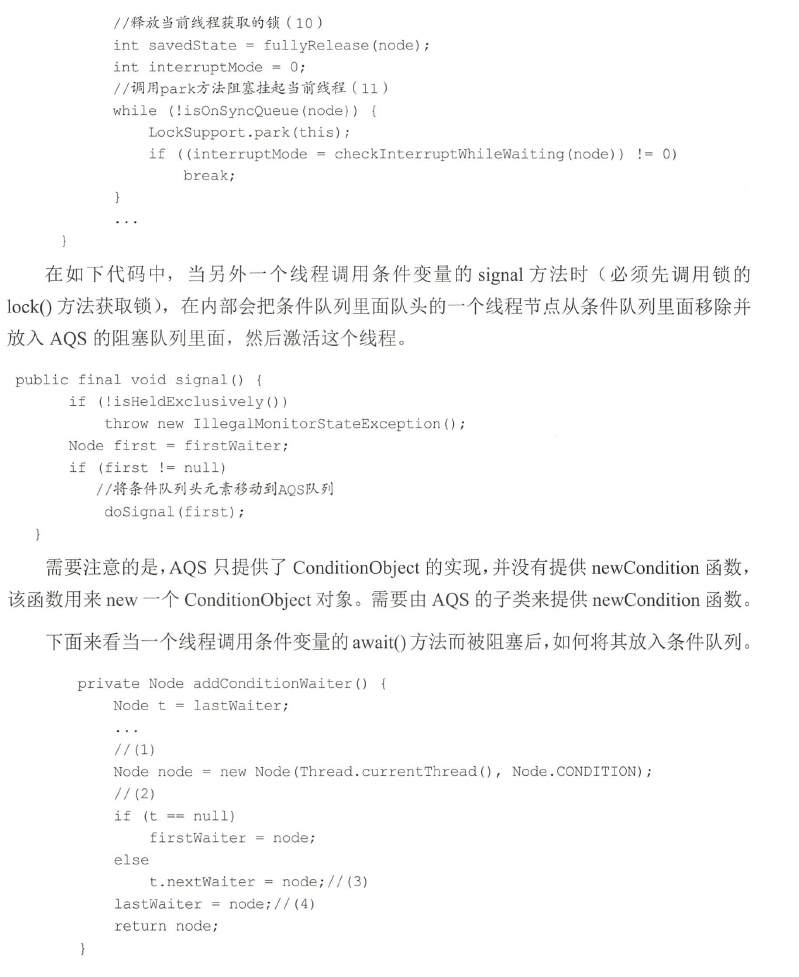 //释放当前线程获取的锁(10)
int savedState = fullyRelease(node);
int interruptMode = 0;
//调用park方法阻塞挂起当前线程(11)
while (!isOnSyncQueue(node)) {
LockSupport.park(this);
if ((interruptMode = checkInterruptWhileWaiting(node)) != 0)
break;
}
...
}
在如下代码中，当另外一个线程调用条件变量的 signal 方法时（必须先调用锁的
lock() 方法获取锁），在内部会把条件队列里面队头的一个线程节点从条件队列里面移除并
放入 AQS 的阻塞队列里面，然后激活这个线程。
public final void signal() {
if (!isHeldExclusively())
throw new IllegalMonitorStateException();
Node first = firstWaiter;
if (first != null)
//将条件队列头元素移动到AQS队列
doSignal(first);
}
需要注意的是，AQS 只提供了 ConditionObject 的实现，并没有提供 newCondition 函数，
该函数用来 new 一个 ConditionObject 对象。需要由 AQS 的子类来提供 newCondition 函数。
下面来看当一个线程调用条件变量的 await() 方法而被阻塞后，如何将其放入条件队列。
private Node addConditionWaiter() {
Node t = lastWaiter;
...
//(1)
Node node = new Node(Thread.currentThread(), Node.CONDITION);
//(2)
if (t == null)
firstWaiter = node;
else
t.nextWaiter = node;//(3)
lastWaiter = node;//(4)
return node;
}